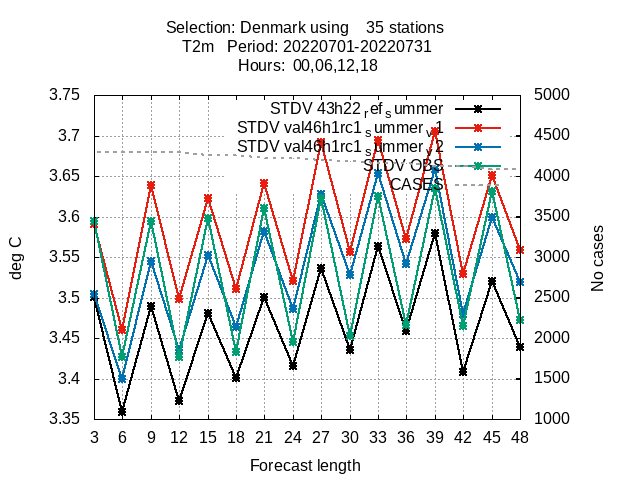 Selection: Denmark using 35 stations
T2m Period: 20220701-20220731
Hours: 00,06,12,18
STDV 43h22ref_summer
STDV val46h1rc1summerv1
STDV val46h1rc1summerv2
STDV OBS
CASES
3.75
3.7
3.65
3.6
3.55
3.5
3.45
3.4
3.35
deg C
5000
4500
4000
3500
3000
2500
2000
1500
1000
No cases
3 6 9 12 15 18 21 24 27 30 33 36 39 42 45 48
Forecast length